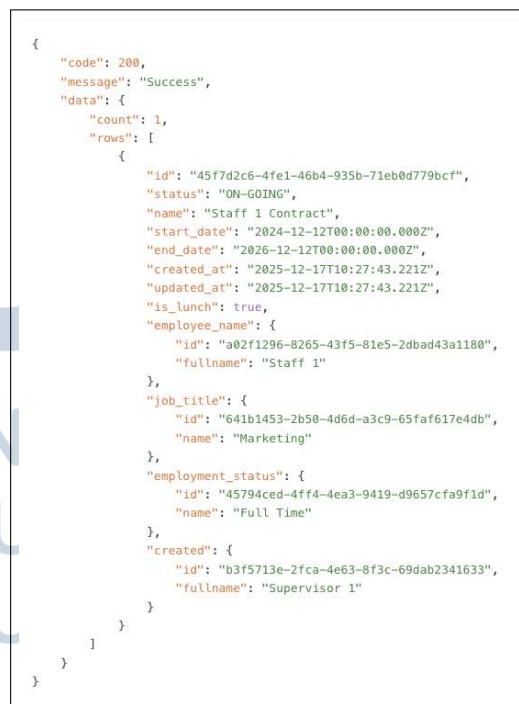 {
    "code": 200,
    "message": "Success",
    "data": {
        "count": 1,
        "rows": [
            {
                "id": "45f7d2c6-4fe1-46b4-935b-71eb0d779bcf",
                "status": "ON-GOING",
                "name": "Staff 1 Contract",
                "start_date": "2024-12-12T00:00:00.000Z",
                "end_date": "2026-12-12T00:00:00.000Z",
                "created_at": "2025-12-17T10:27:43.221Z",
                "updated_at": "2025-12-17T10:27:43.221Z",
                "is_lunch": true,
                "employee_name": {
                    "id": "a02f1296-8265-43f5-81e5-2dbad43a1180",
                    "fullname": "Staff 1"
                },
                "job_title": {
                    "id": "641b1453-2b50-4d6d-a3c9-65faf617e4db",
                    "name": "Marketing"
                },
                "employment_status": {
                    "id": "45794ced-4ff4-4ea3-9419-d9657cfa9f1d",
                    "name": "Full Time"
                },
                "created": {
                    "id": "b3f5713e-2fca-4e63-8f3c-69dab2341633",
                    "fullname": "Supervisor 1"
                }
            }
        ]
    }
}